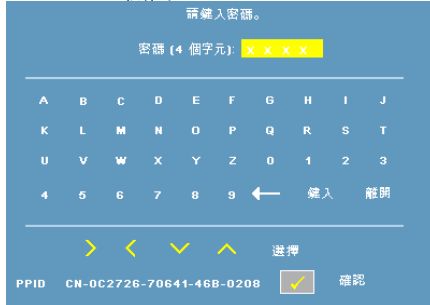 請鍵入密碼。
密碼 (4 個字元): x x x x
A B C D E F G H I J
K L M N O P Q R S T
U V W X Y Z 0 1 2 3
4 5 6 7 8 9 ← 鍵入 離開
> < ∨ ∧ 選擇
PPID CN-0C2726-70641-46B-0208 ✓ 確認